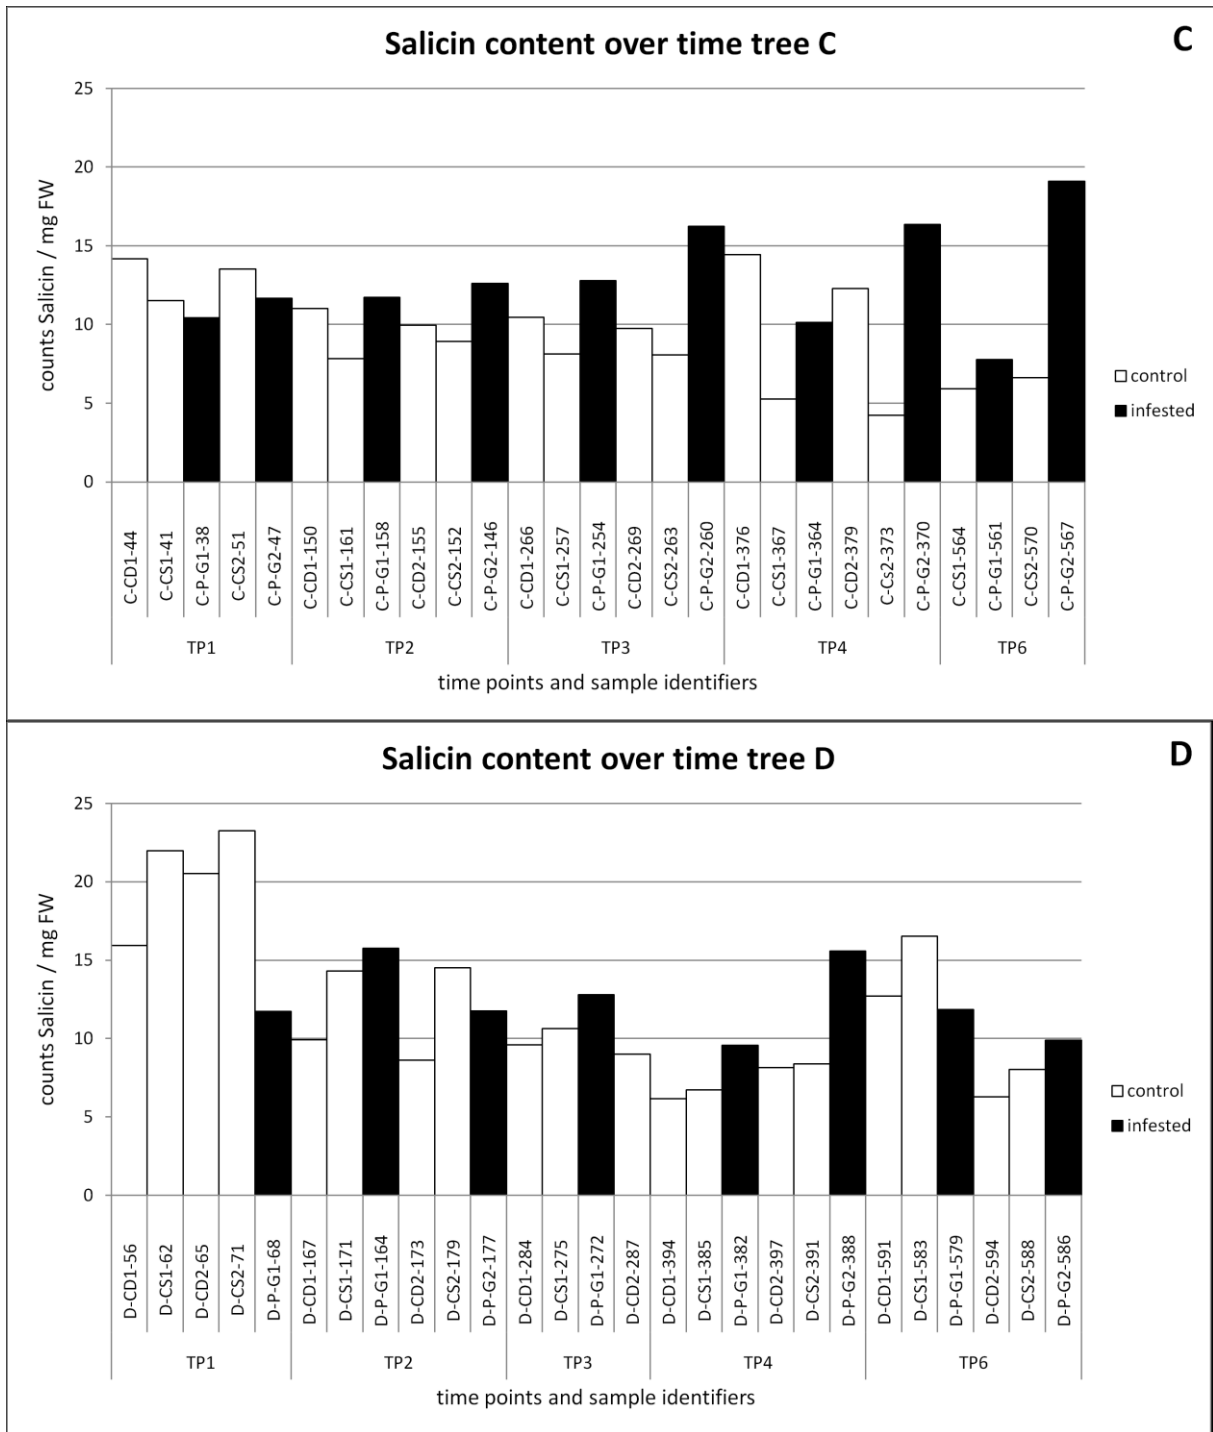 Salicin content over time tree C
C
counts Salicin / mg FW
25
20
15
10
5
0
control
infested
C-CD1-44
C-CS1-41
C-P-G1-38
C-CS2-51
C-P-G2-47
C-CD1-150
C-CS1-161
C-P-G1-158
C-CD2-155
C-CS2-152
C-P-G2-146
C-CD1-266
C-CS1-257
C-P-G1-254
C-CD2-269
C-CS2-263
C-P-G2-260
C-CD1-376
C-CS1-367
C-P-G1-364
C-CD2-379
C-Cs2-373
C-P-G2-370
C-CS1-564
C-P-G1-561
C-CS2-570
C-P-G2-567
TP1 TP2 TP3 TP4 TP6
time points and sample identifiers
Salicin content over time tree D
D
counts Salicin / mg FW
25
20
15
10
5
0
control
infested
D-CD1-56
D-CS1-62
D-CD2-65
D-CS2-71
D-P-G1-68
D-CD1-167
D-CS1-171
D-P-G1-164
D-CD2-173
D-CS2-179
D-P-G2-177
D-CD1-284
D-CS1-275
D-P-G1-272
D-CD2-287
D-CD1-394
D-CS1-385
D-P-G1-382
D-CD2-397
D-CS2-391
D-P-G2-388
D-CD1-591
D-CS1-583
D-P-G1-579
D-CD2-594
D-CS2-588
D-P-G2-586
TP1 TP2 TP3 TP4 TP6
time points and sample identifiers